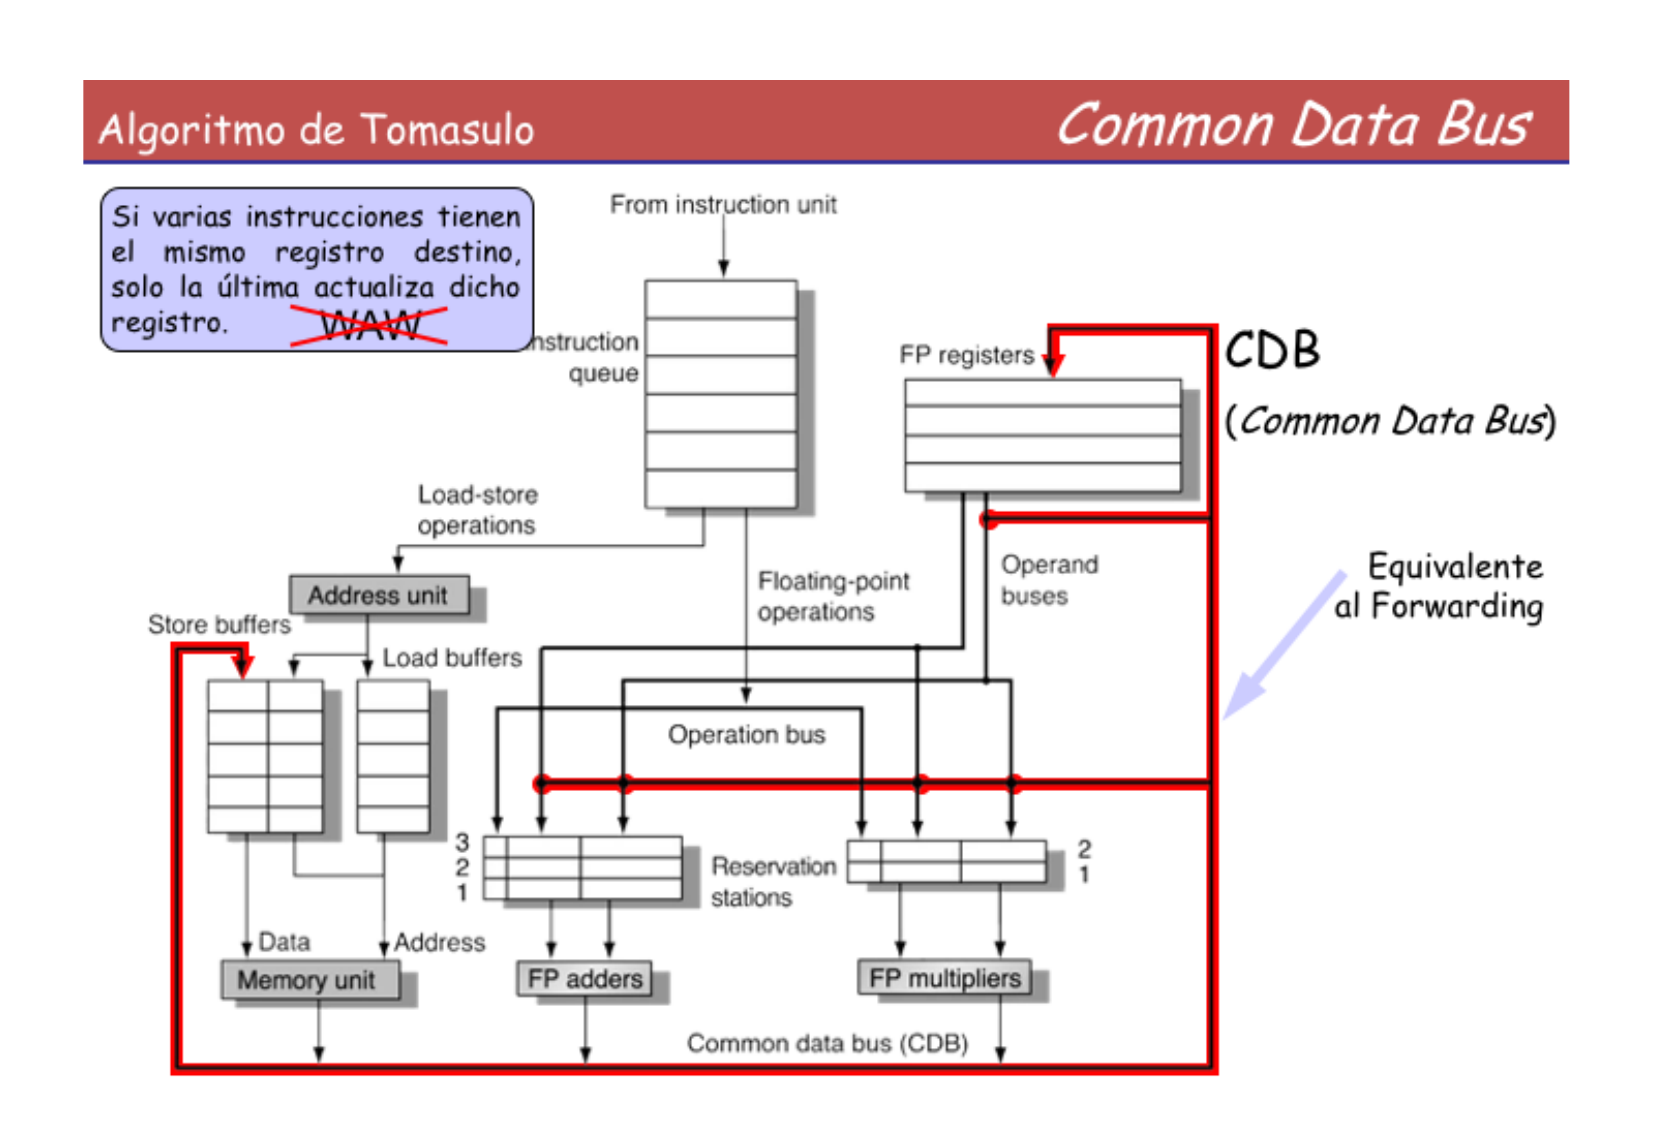 Algoritmo de Tomasulo
Common Data Bus
Si varias instrucciones tienen
el mismo registro destino,
solo la última actualiza dicho
registro.
WAW
From instruction unit
nstruction
queue
FP registers
CDB
(Common Data Bus)
Load-store
operations
Address unit
Floating-point
operations
Operand
buses
Equivalente
al Forwarding
Store buffers
Load buffers
Operation bus
3
2
1
Reservation
stations
2
1
Data
Address
Memory unit
FP adders
FP multipliers
Common data bus (CDB)